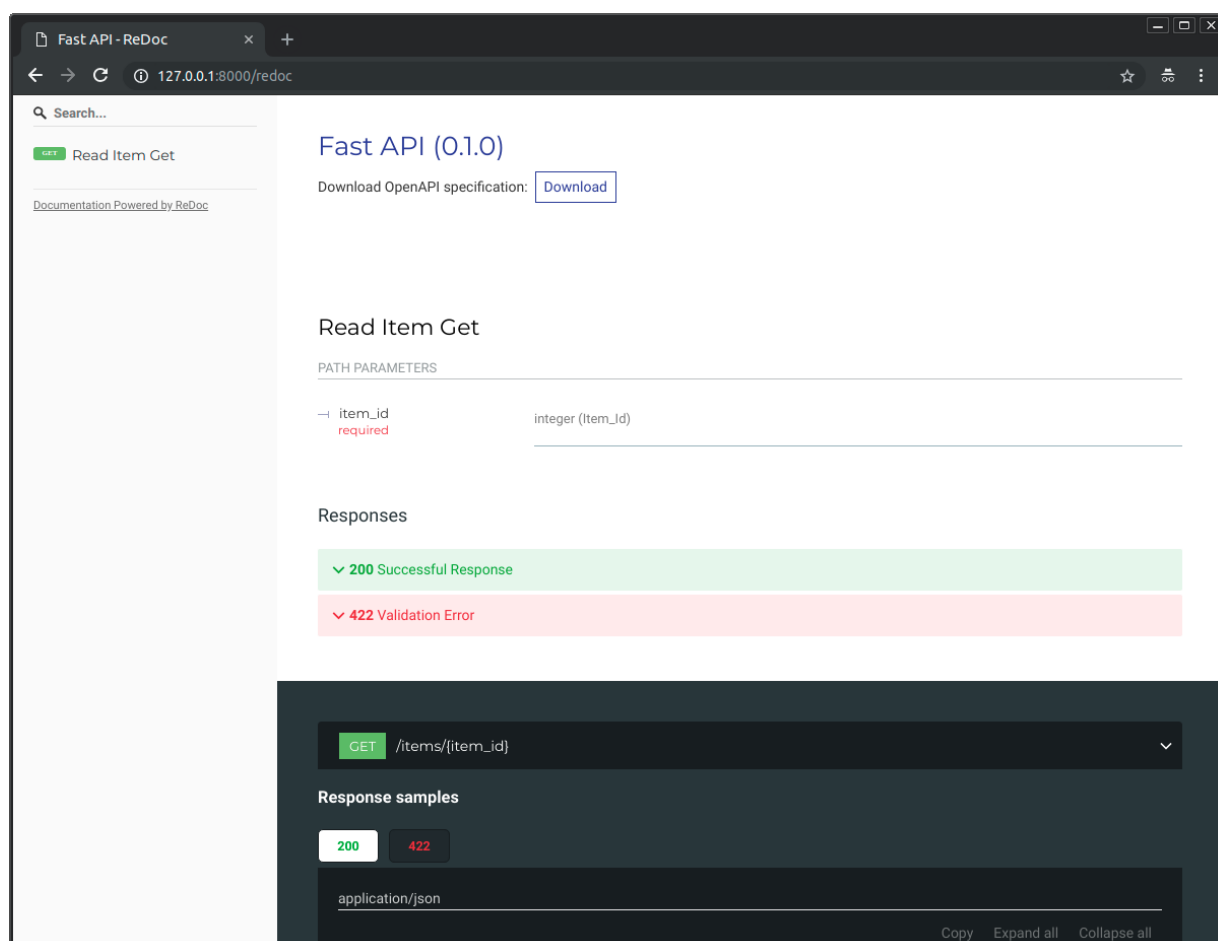 Fast API - ReDoc
127.0.0.1:8000/redoc
Search...
GET Read Item Get
Documentation Powered by ReDoc
Fast API (0.1.0)
Download OpenAPI specification: Download
Read Item Get
PATH PARAMETERS
item_id
required
integer (Item_Id)
Responses
200 Successful Response
422 Validation Error
GET /items/{item_id}
Response samples
200 422
application/json
Copy Expand all Collapse all